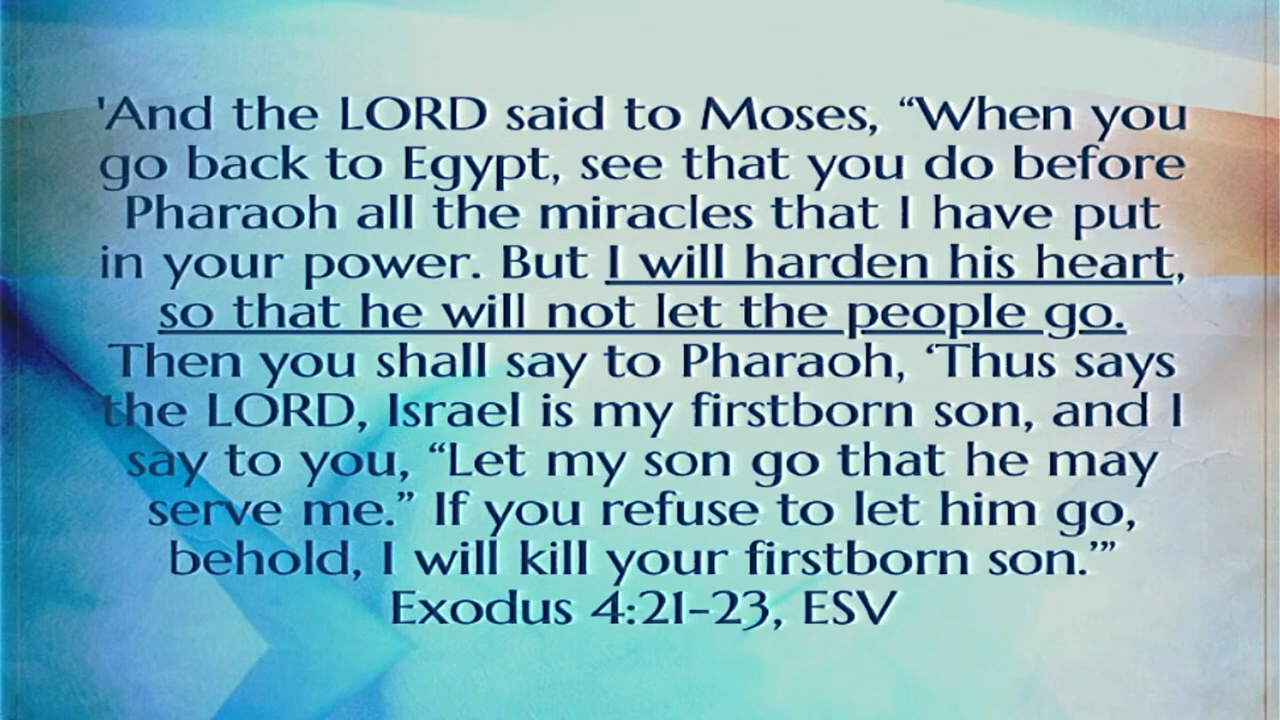 'And the LORD said to Moses, “When you
go back to Egypt, see that you do before
Pharaoh all the miracles that I have put
in your power. But I will harden his heart,
so that he will not let the people go.
Then you shall say to Pharaoh, ‘Thus says
the LORD, Israel is my firstborn son, and I
say to you, “Let my son go that he may
serve me.” If you refuse to let him go,
behold, I will kill your firstborn son.’”
Exodus 4:21-23, ESV